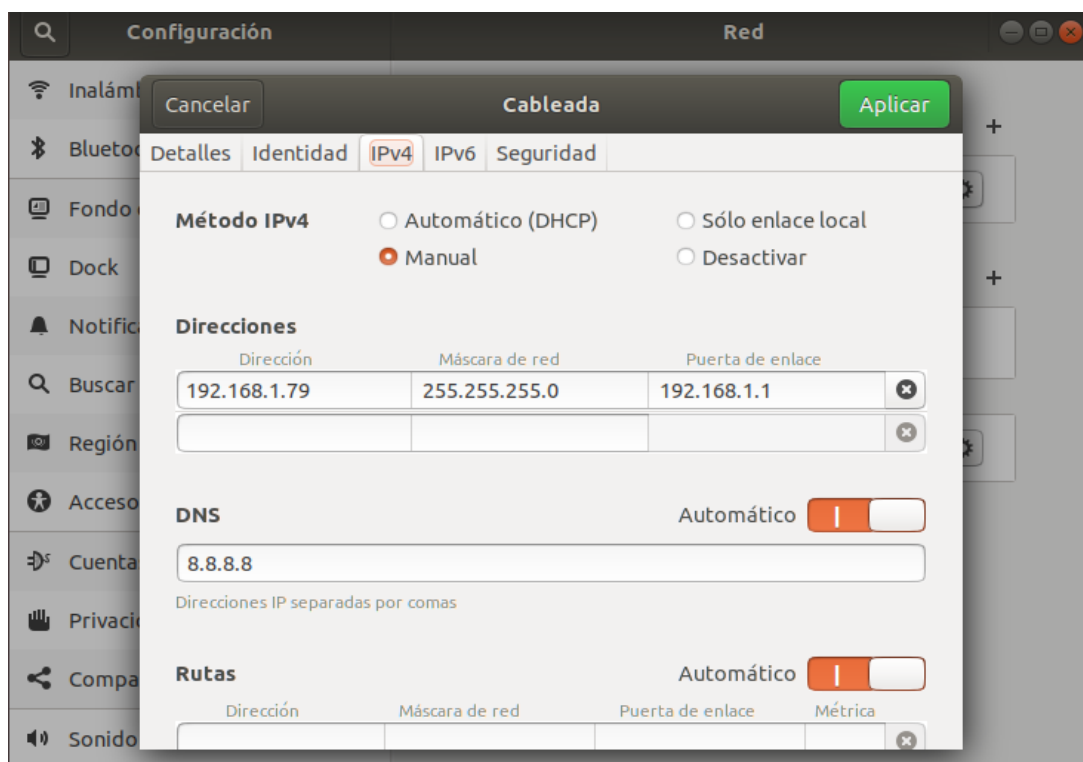 Configuración
Red
Inalámb
Cancelar
Cableada
Aplicar
Detalles Identidad IPv4 IPv6 Seguridad
Método IPv4
Automático (DHCP)
Sólo enlace local
Manual
Desactivar
Direcciones
Dirección Máscara de red Puerta de enlace
192.168.1.79 255.255.255.0 192.168.1.1
DNS
Automático
8.8.8.8
Direcciones IP separadas por comas
Rutas
Automático
Dirección Máscara de red Puerta de enlace Métrica
Bluetoo
Fondo
Dock
Notifica
Buscar
Región
Acceso
Cuenta
Privacio
Compa
Sonido